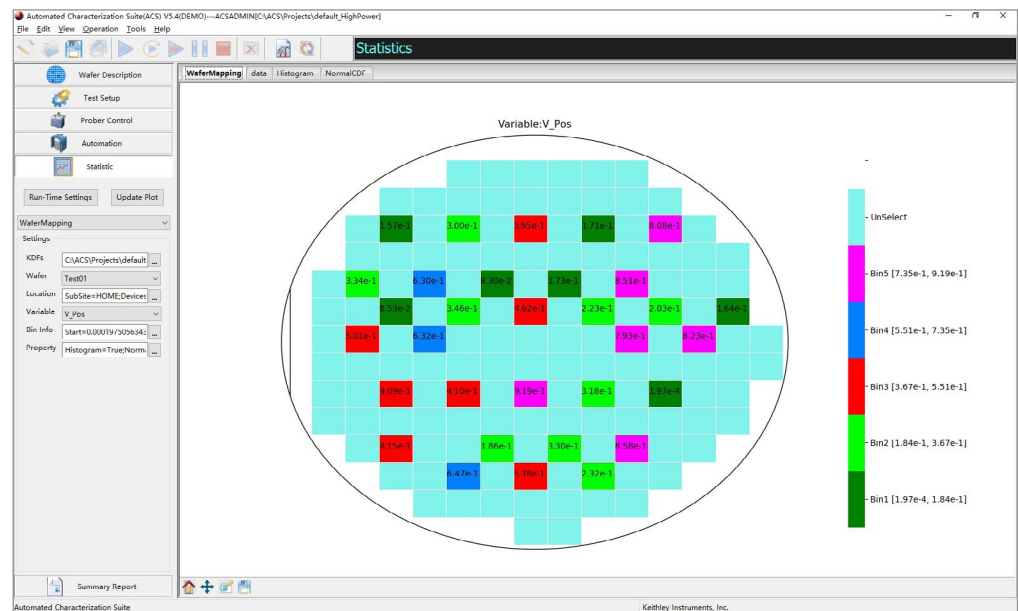 Automated Characterization Suite(ACS) V5.4(DEMO)---ACSADMIN[C:\ACS\Projects\default_HighPower]
File Edit View Operation Tools Help
Statistics
Wafer Description
Test Setup
Prober Control
Automation
Statistic
Run-Time Settings Update Plot
WaferMapping
Settings
KDFs C:\ACS\Projects\default ...
Wafer Test01
Location SubSite=HOME;Devices ...
Variable V_Pos
Bin Info Start=0.000197505634 ...
Property Histogram=True;Norm ...
Summary Report
WaferMapping data Histogram NormalCDF
Variable:V_Pos
1.57e-1 3.00e-1 3.95e-1 1.71e-1 8.08e-1
3.34e-1 6.30e-1 8.30e-2 1.73e-1 8.51e-1
8.53e-2 3.46e-1 4.62e-1 2.23e-1 2.03e-1 1.64e-1
5.01e-1 6.32e-1 7.93e-1 8.23e-1
4.09e-1 4.10e-1 9.19e-1 3.18e-1 1.97e-4
4.15e-1 1.86e-1 3.30e-1 8.58e-1
6.47e-1 5.38e-1 2.32e-1
-
UnSelect
Bin5 [7.35e-1, 9.19e-1]
Bin4 [5.51e-1, 7.35e-1]
Bin3 [3.67e-1, 5.51e-1]
Bin2 [1.84e-1, 3.67e-1]
Bin1 [1.97e-4, 1.84e-1]
Automated Characterization Suite Keithley Instruments, Inc.